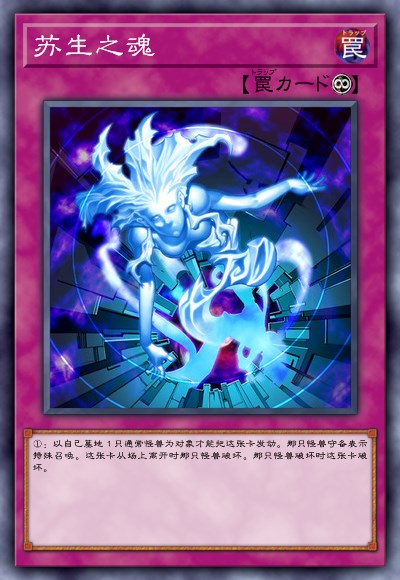 苏生之魂
トラップ
罠
トラップ
【罠カード】
①：以自己墓地1只通常怪兽为对象才能把这张卡发动。那只怪兽守备表示
特殊召唤。这张卡从场上离开时那只怪兽破坏。那只怪兽破坏时这张卡破
坏。